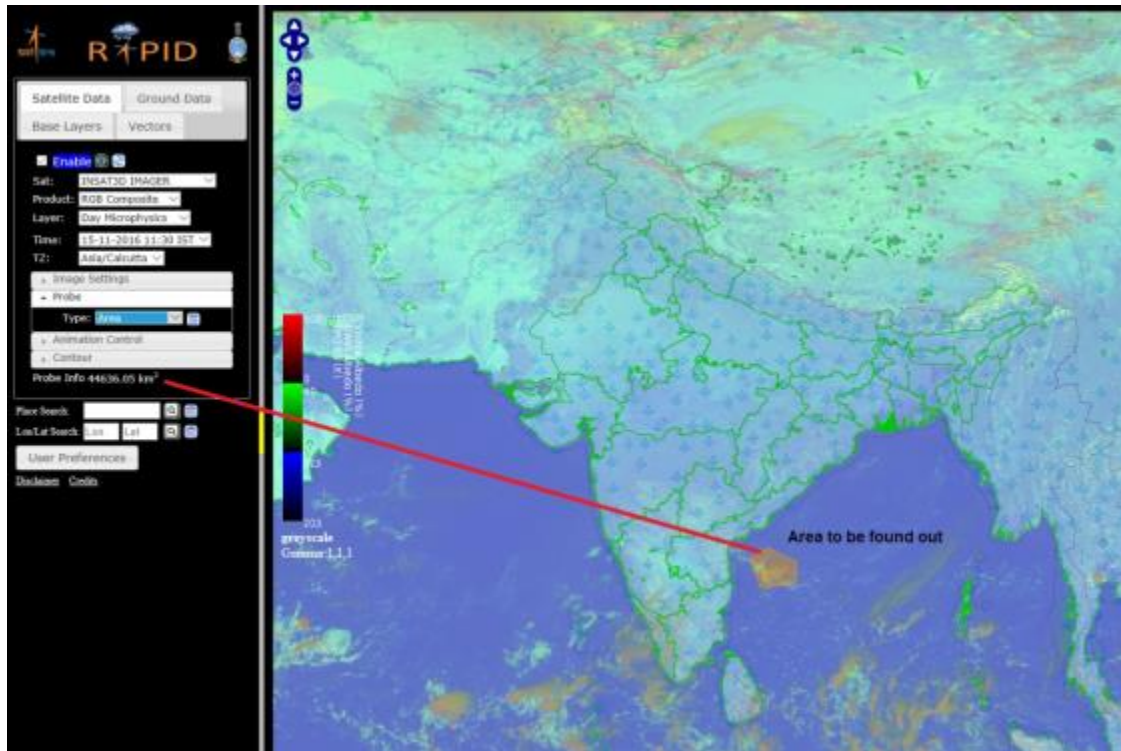 RAPID
Satellite Data Ground Data
Base Layers Vectors
Enable
Sat: INSAT3D IMAGER
Product: RGB Composite
Layer: Day Microphysics
Time: 15-11-2016 11:30 IST
TZ: Asia/Calcutta
Image Settings
Probe
Type: Area
Animation Control
Contour
Probe Info 44636.05 km²
Place Search
Lon/Lat Search Lon Lat
User Preferences
Disclaimer Credits
203
grayscale
Gamma:1,1,1
Area to be found out